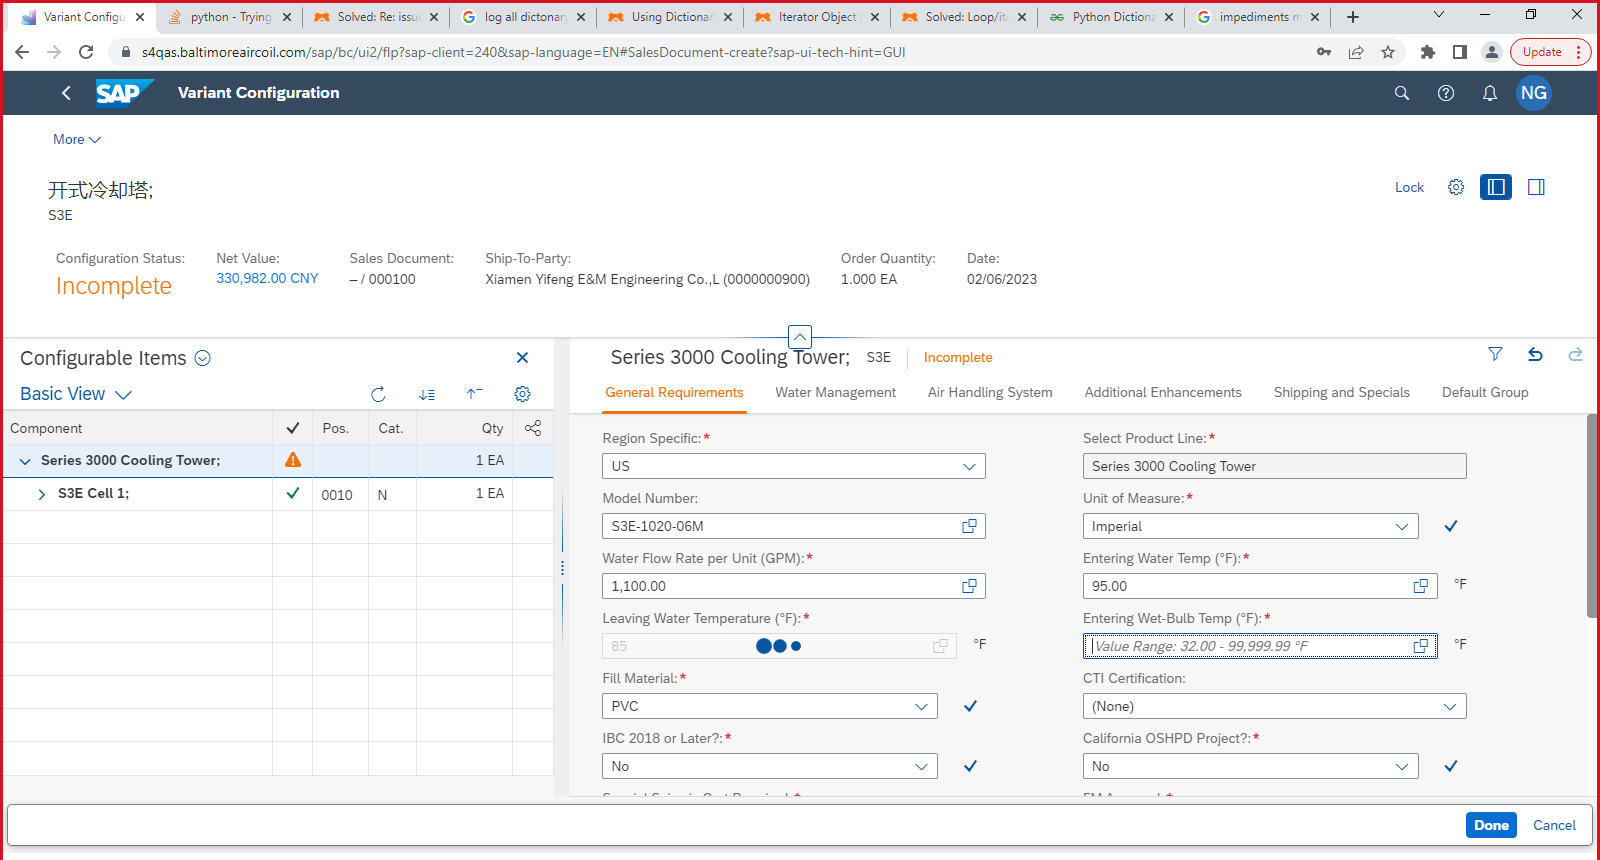 Variant Configu
python - Trying
Solved: Re: issue
log all dictonary
Using Dictionar
Iterator Object
Solved: Loop/ite
Python Dictiona
impediments m
s4qas.baltimoreaircoil.com/sap/bc/ui2/flp?sap-client=240&sap-language=EN#SalesDocument-create?sap-ui-tech-hint=GUI
Update
SAP
Variant Configuration
NG
More
开式冷却塔;
S3E
Lock
Configuration Status:
Incomplete
Net Value:
330,982.00 CNY
Sales Document:
– / 000100
Ship-To-Party:
Xiamen Yifeng E&M Engineering Co.,L (0000000900)
Order Quantity:
1.000 EA
Date:
02/06/2023
Configurable Items
Basic View
Component Pos. Cat. Qty
Series 3000 Cooling Tower; 1 EA
S3E Cell 1; 0010 N 1 EA
Series 3000 Cooling Tower; S3E Incomplete
General Requirements Water Management Air Handling System Additional Enhancements Shipping and Specials Default Group
Region Specific:*
US
Select Product Line:*
Series 3000 Cooling Tower
Model Number:
S3E-1020-06M
Unit of Measure:*
Imperial
Water Flow Rate per Unit (GPM):*
1,100.00
Entering Water Temp (°F):*
95.00 °F
Leaving Water Temperature (°F):*
85 °F
Entering Wet-Bulb Temp (°F):*
Value Range: 32.00 - 99,999.99 °F °F
Fill Material:*
PVC
CTI Certification:
(None)
IBC 2018 or Later?:*
No
California OSHPD Project?:*
No
Done Cancel